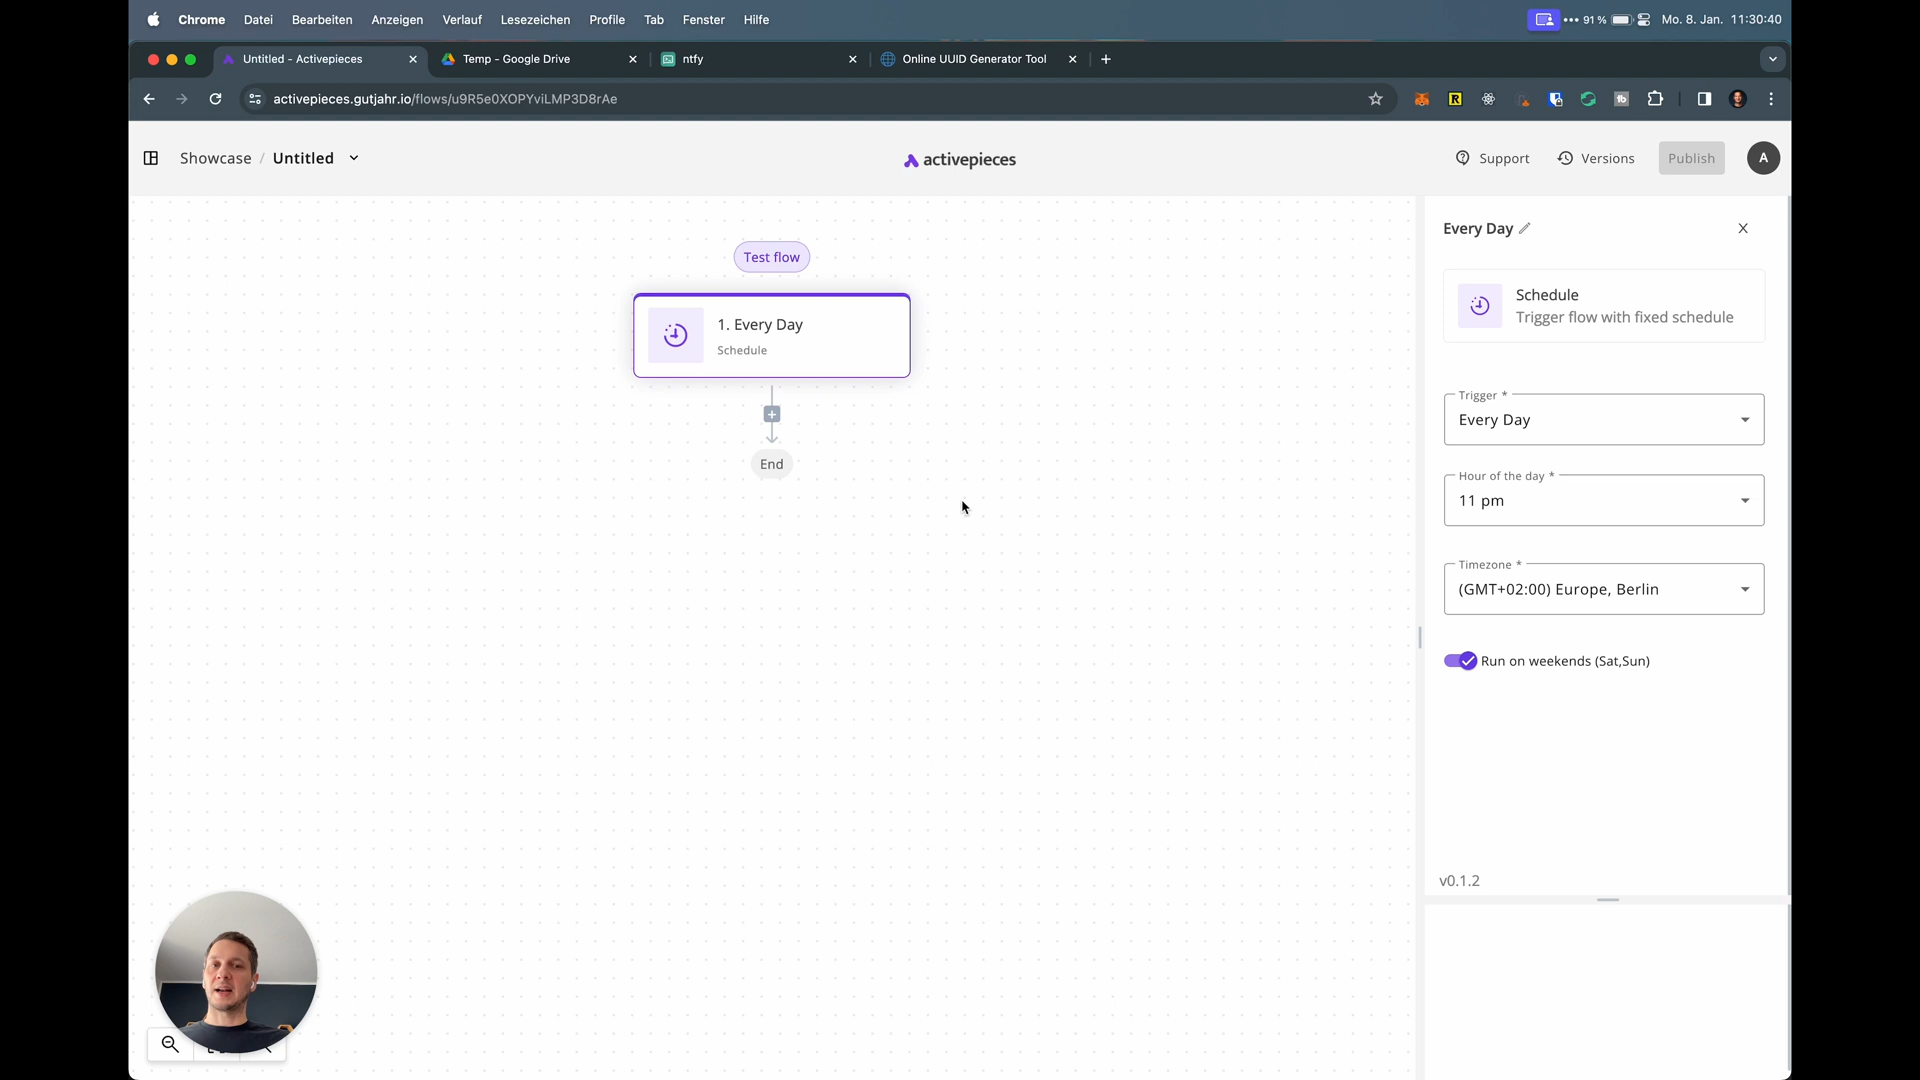 Chrome Datei Bearbeiten Anzeigen Verlauf Lesezeichen Profile Tab Fenster Hilfe 91 % Mo. 8. Jan. 11:30:40
Untitled - Activepieces Temp - Google Drive ntfy Online UUID Generator Tool
activepieces.gutjahr.io/flows/u9R5e0XOPYviLMP3D8rAe
Showcase / Untitled activepieces Support Versions Publish A
Every Day
Test flow
Schedule
Trigger flow with fixed schedule
1. Every Day
Schedule
Trigger *
Every Day
End
Hour of the day *
11 pm
Timezone *
(GMT+02:00) Europe, Berlin
Run on weekends (Sat,Sun)
v0.1.2